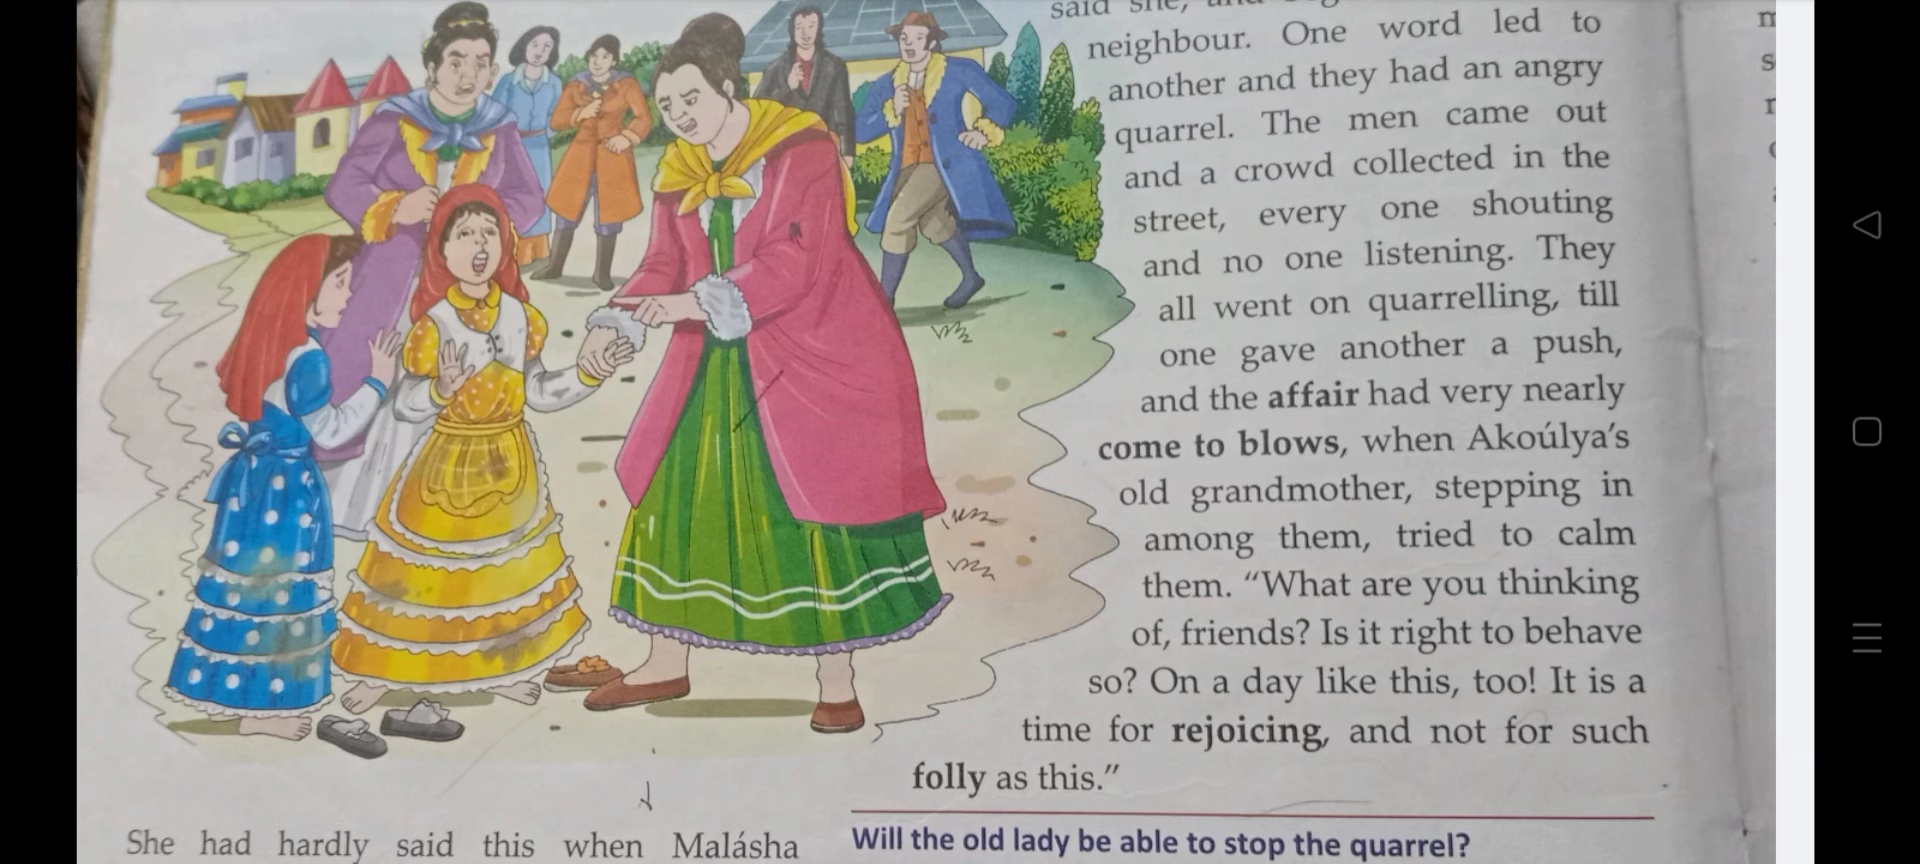 said she,
neighbour. One word led to
another and they had an angry
quarrel. The men came out
and a crowd collected in the
street, every one shouting
and no one listening. They
all went on quarrelling, till
one gave another a push,
and the affair had very nearly
come to blows, when Akoúlya's
old grandmother, stepping in
among them, tried to calm
them. "What are you thinking
of, friends? Is it right to behave
so? On a day like this, too! It is a
time for rejoicing, and not for such
folly as this."
She had hardly said this when Malásha
Will the old lady be able to stop the quarrel?